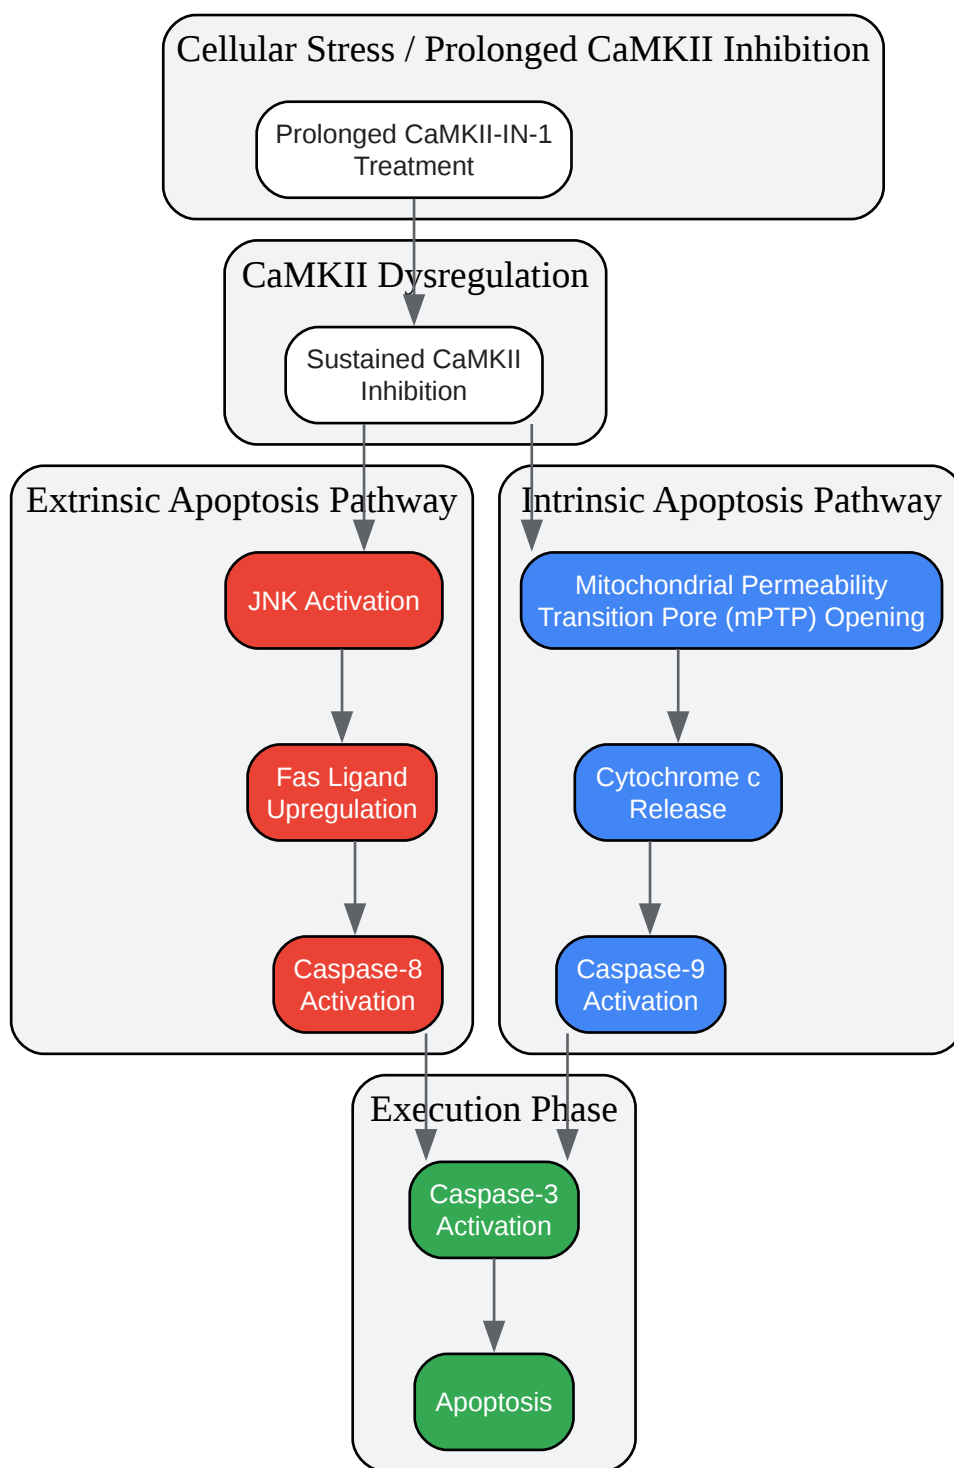 Cellular Stress / Prolonged CaMKII Inhibition
Prolonged CaMKII-IN-1
Treatment
CaMKII Dysregulation
Sustained CaMKII
Inhibition
Extrinsic Apoptosis Pathway
JNK Activation
Fas Ligand
Upregulation
Caspase-8
Activation
Intrinsic Apoptosis Pathway
Mitochondrial Permeability
Transition Pore (mPTP) Opening
Cytochrome c
Release
Caspase-9
Activation
Execution Phase
Caspase-3
Activation
Apoptosis